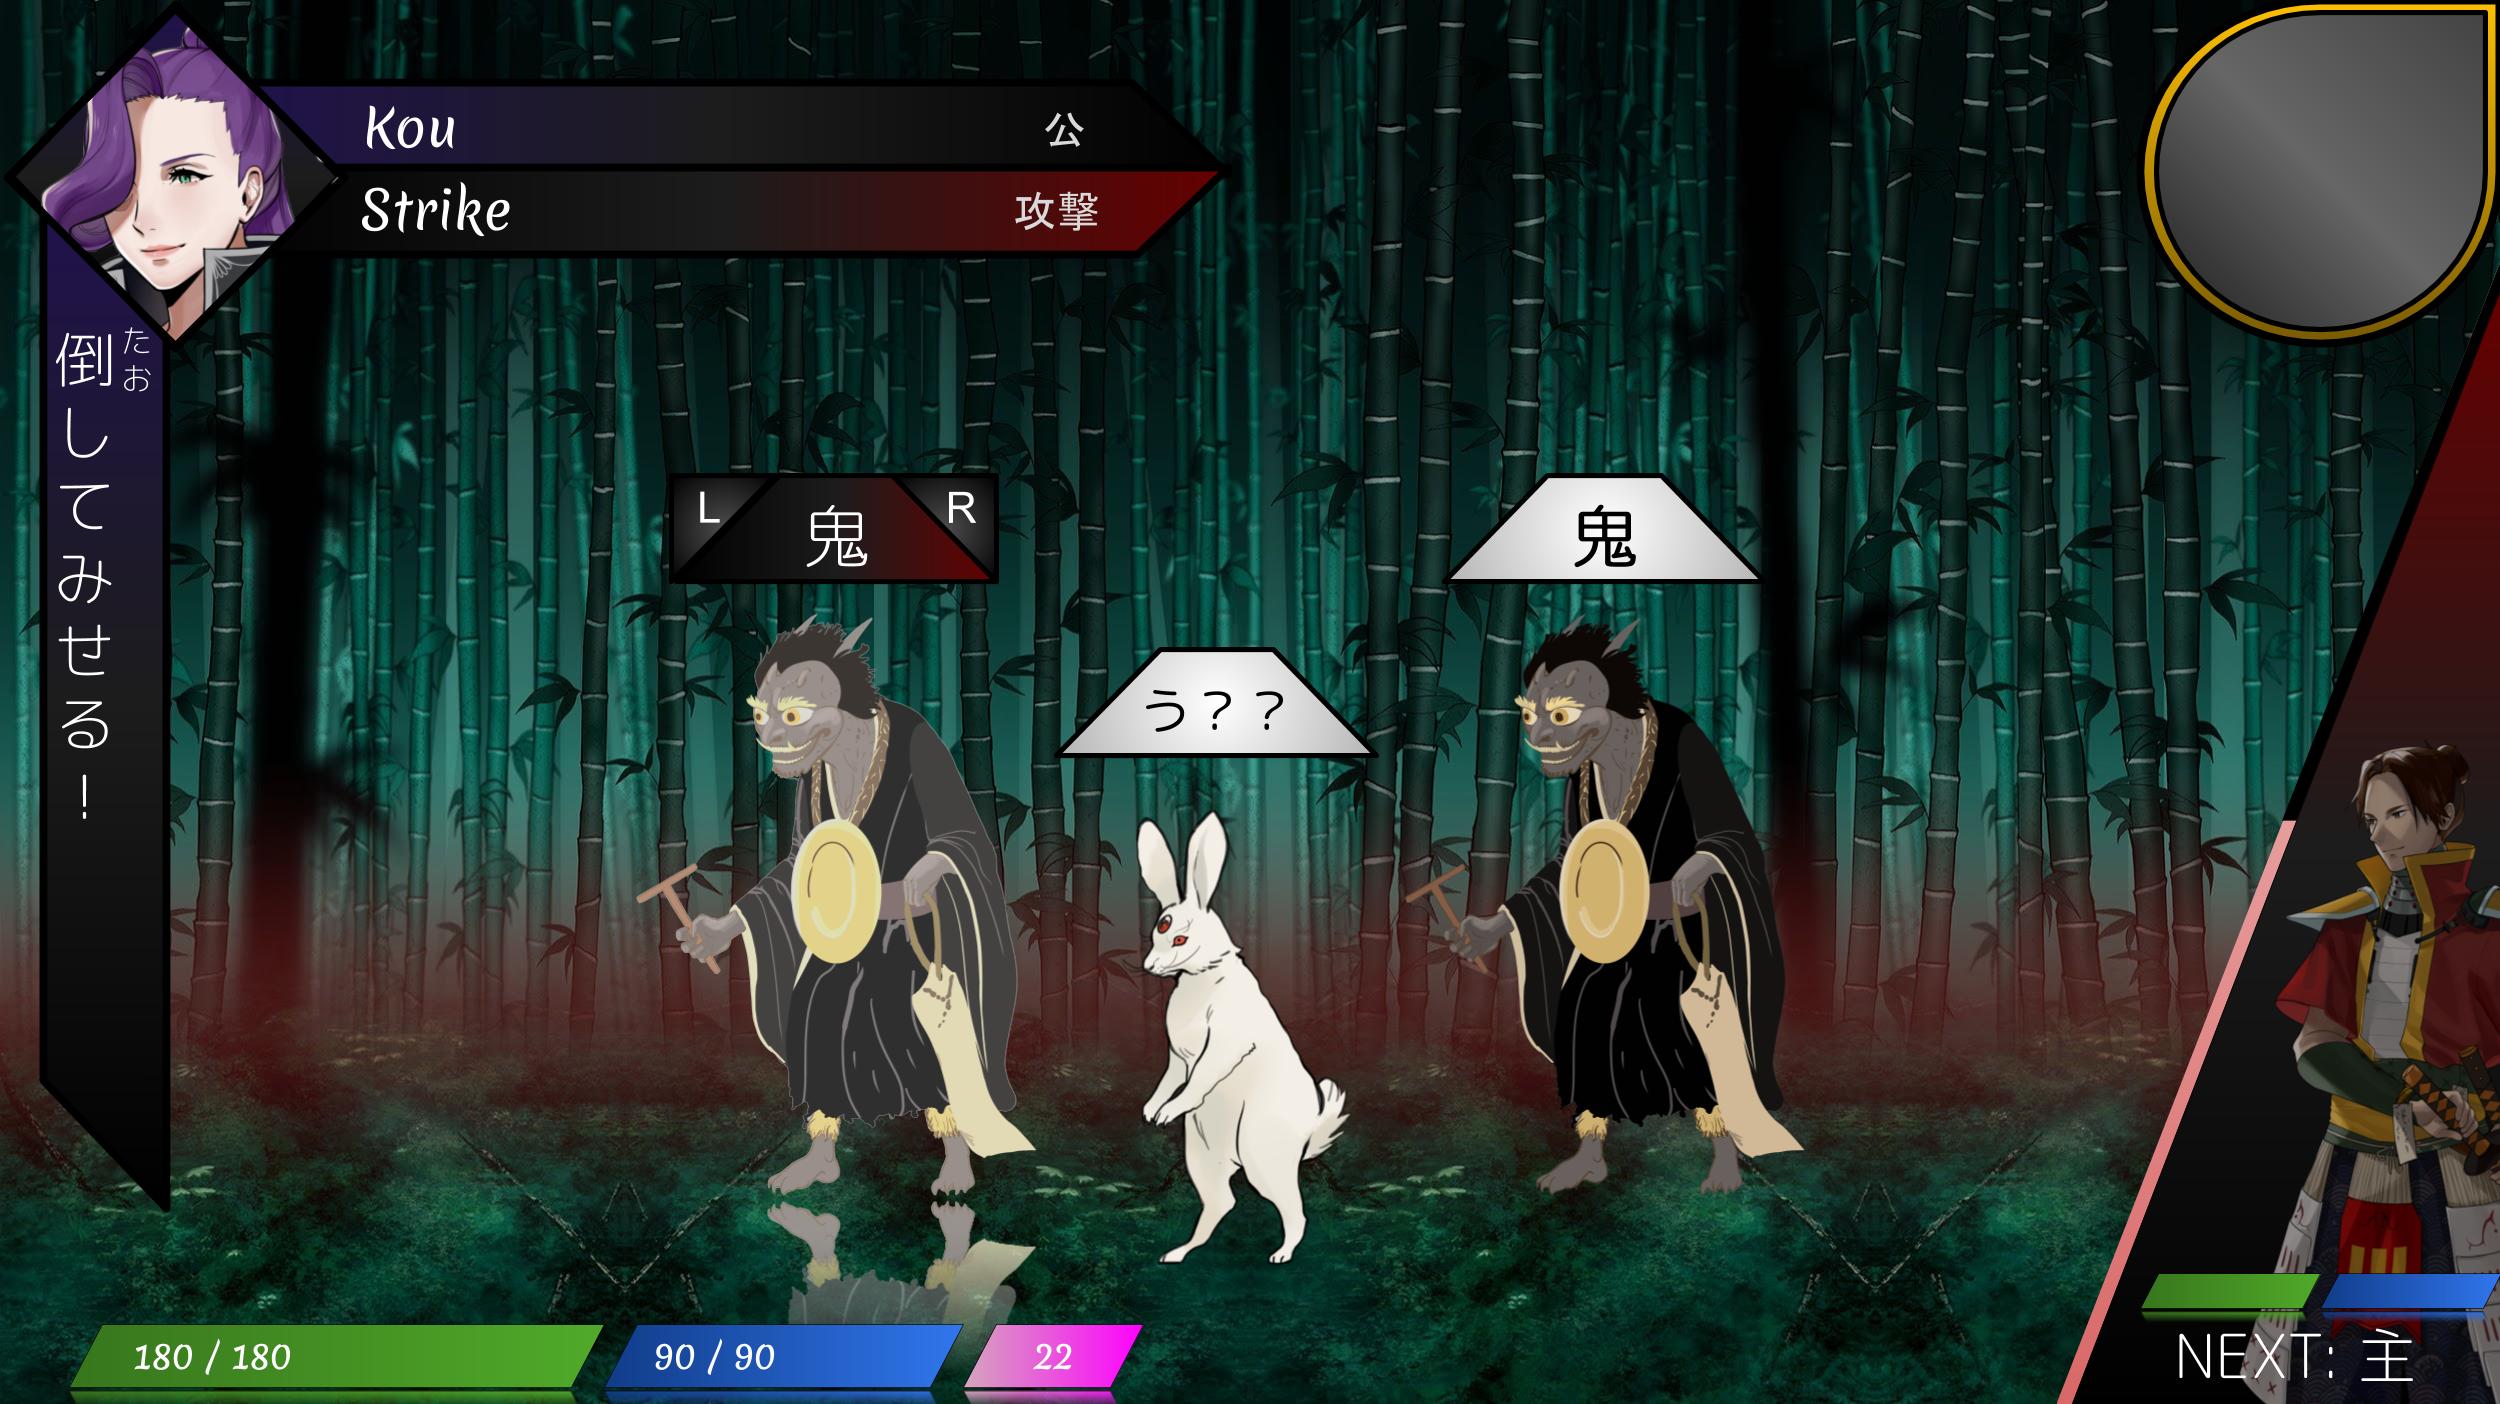 Kou 公
Strike 攻撃
倒してみせる！
たお
L 鬼 R
鬼
う？？
180 / 180
90 / 90
22
NEXT: 主